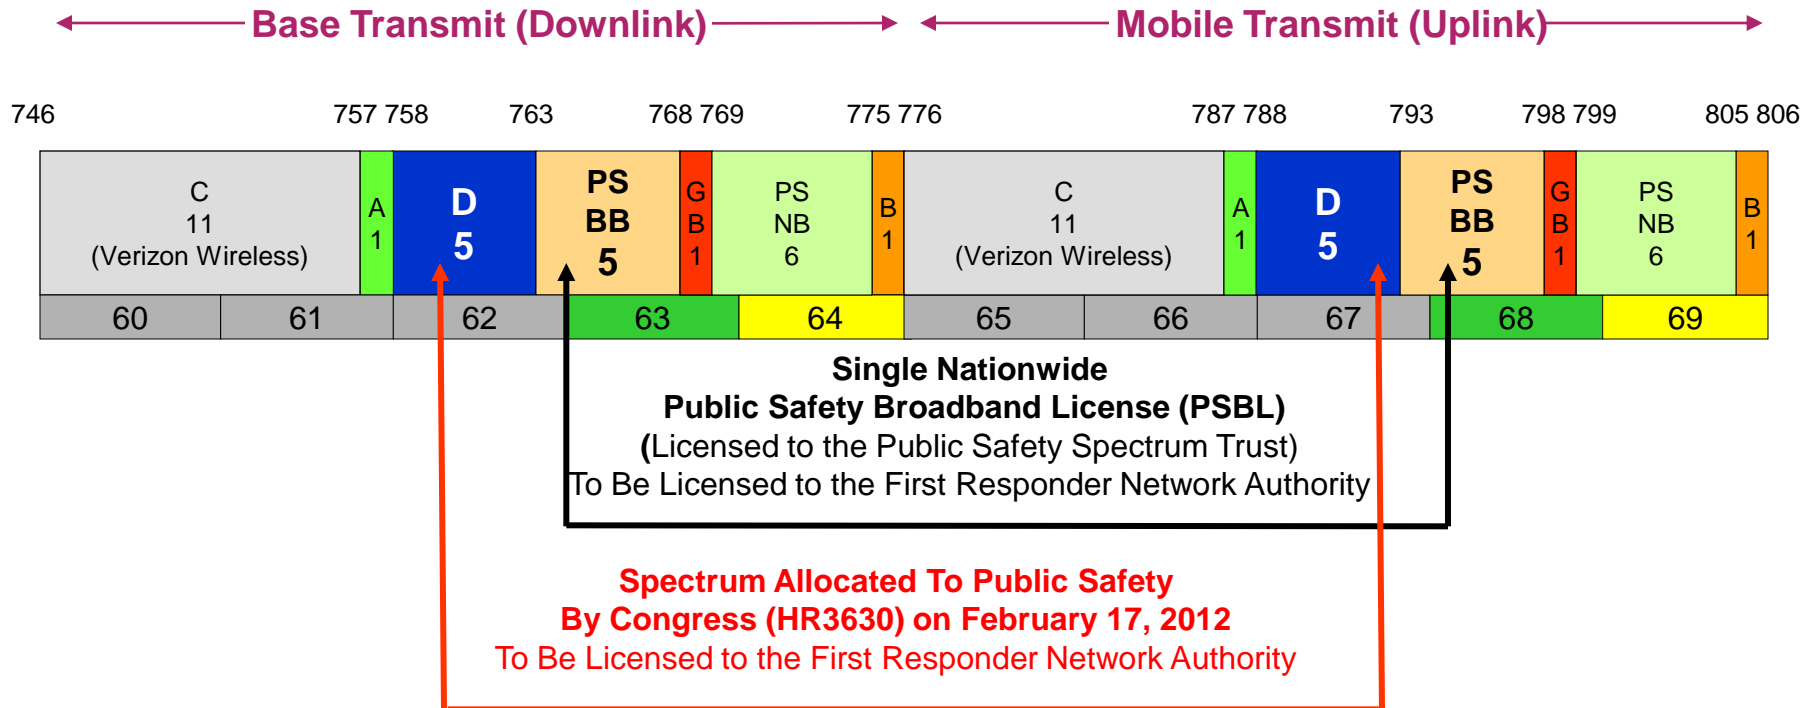 Base Transmit (Downlink) Mobile Transmit (Uplink)
746 757 758 763 768 769 775 776 787 788 793 798 799 805 806
C
11
(Verizon Wireless)
A
1
D
5
PS
BB
5
G
B
1
PS
NB
6
B
1
C
11
(Verizon Wireless)
A
1
D
5
PS
BB
5
G
B
1
PS
NB
6
B
1
60 61 62 63 64 65 66 67 68 69
Single Nationwide
Public Safety Broadband License (PSBL)
(Licensed to the Public Safety Spectrum Trust)
To Be Licensed to the First Responder Network Authority
Spectrum Allocated To Public Safety
By Congress (HR3630) on February 17, 2012
To Be Licensed to the First Responder Network Authority